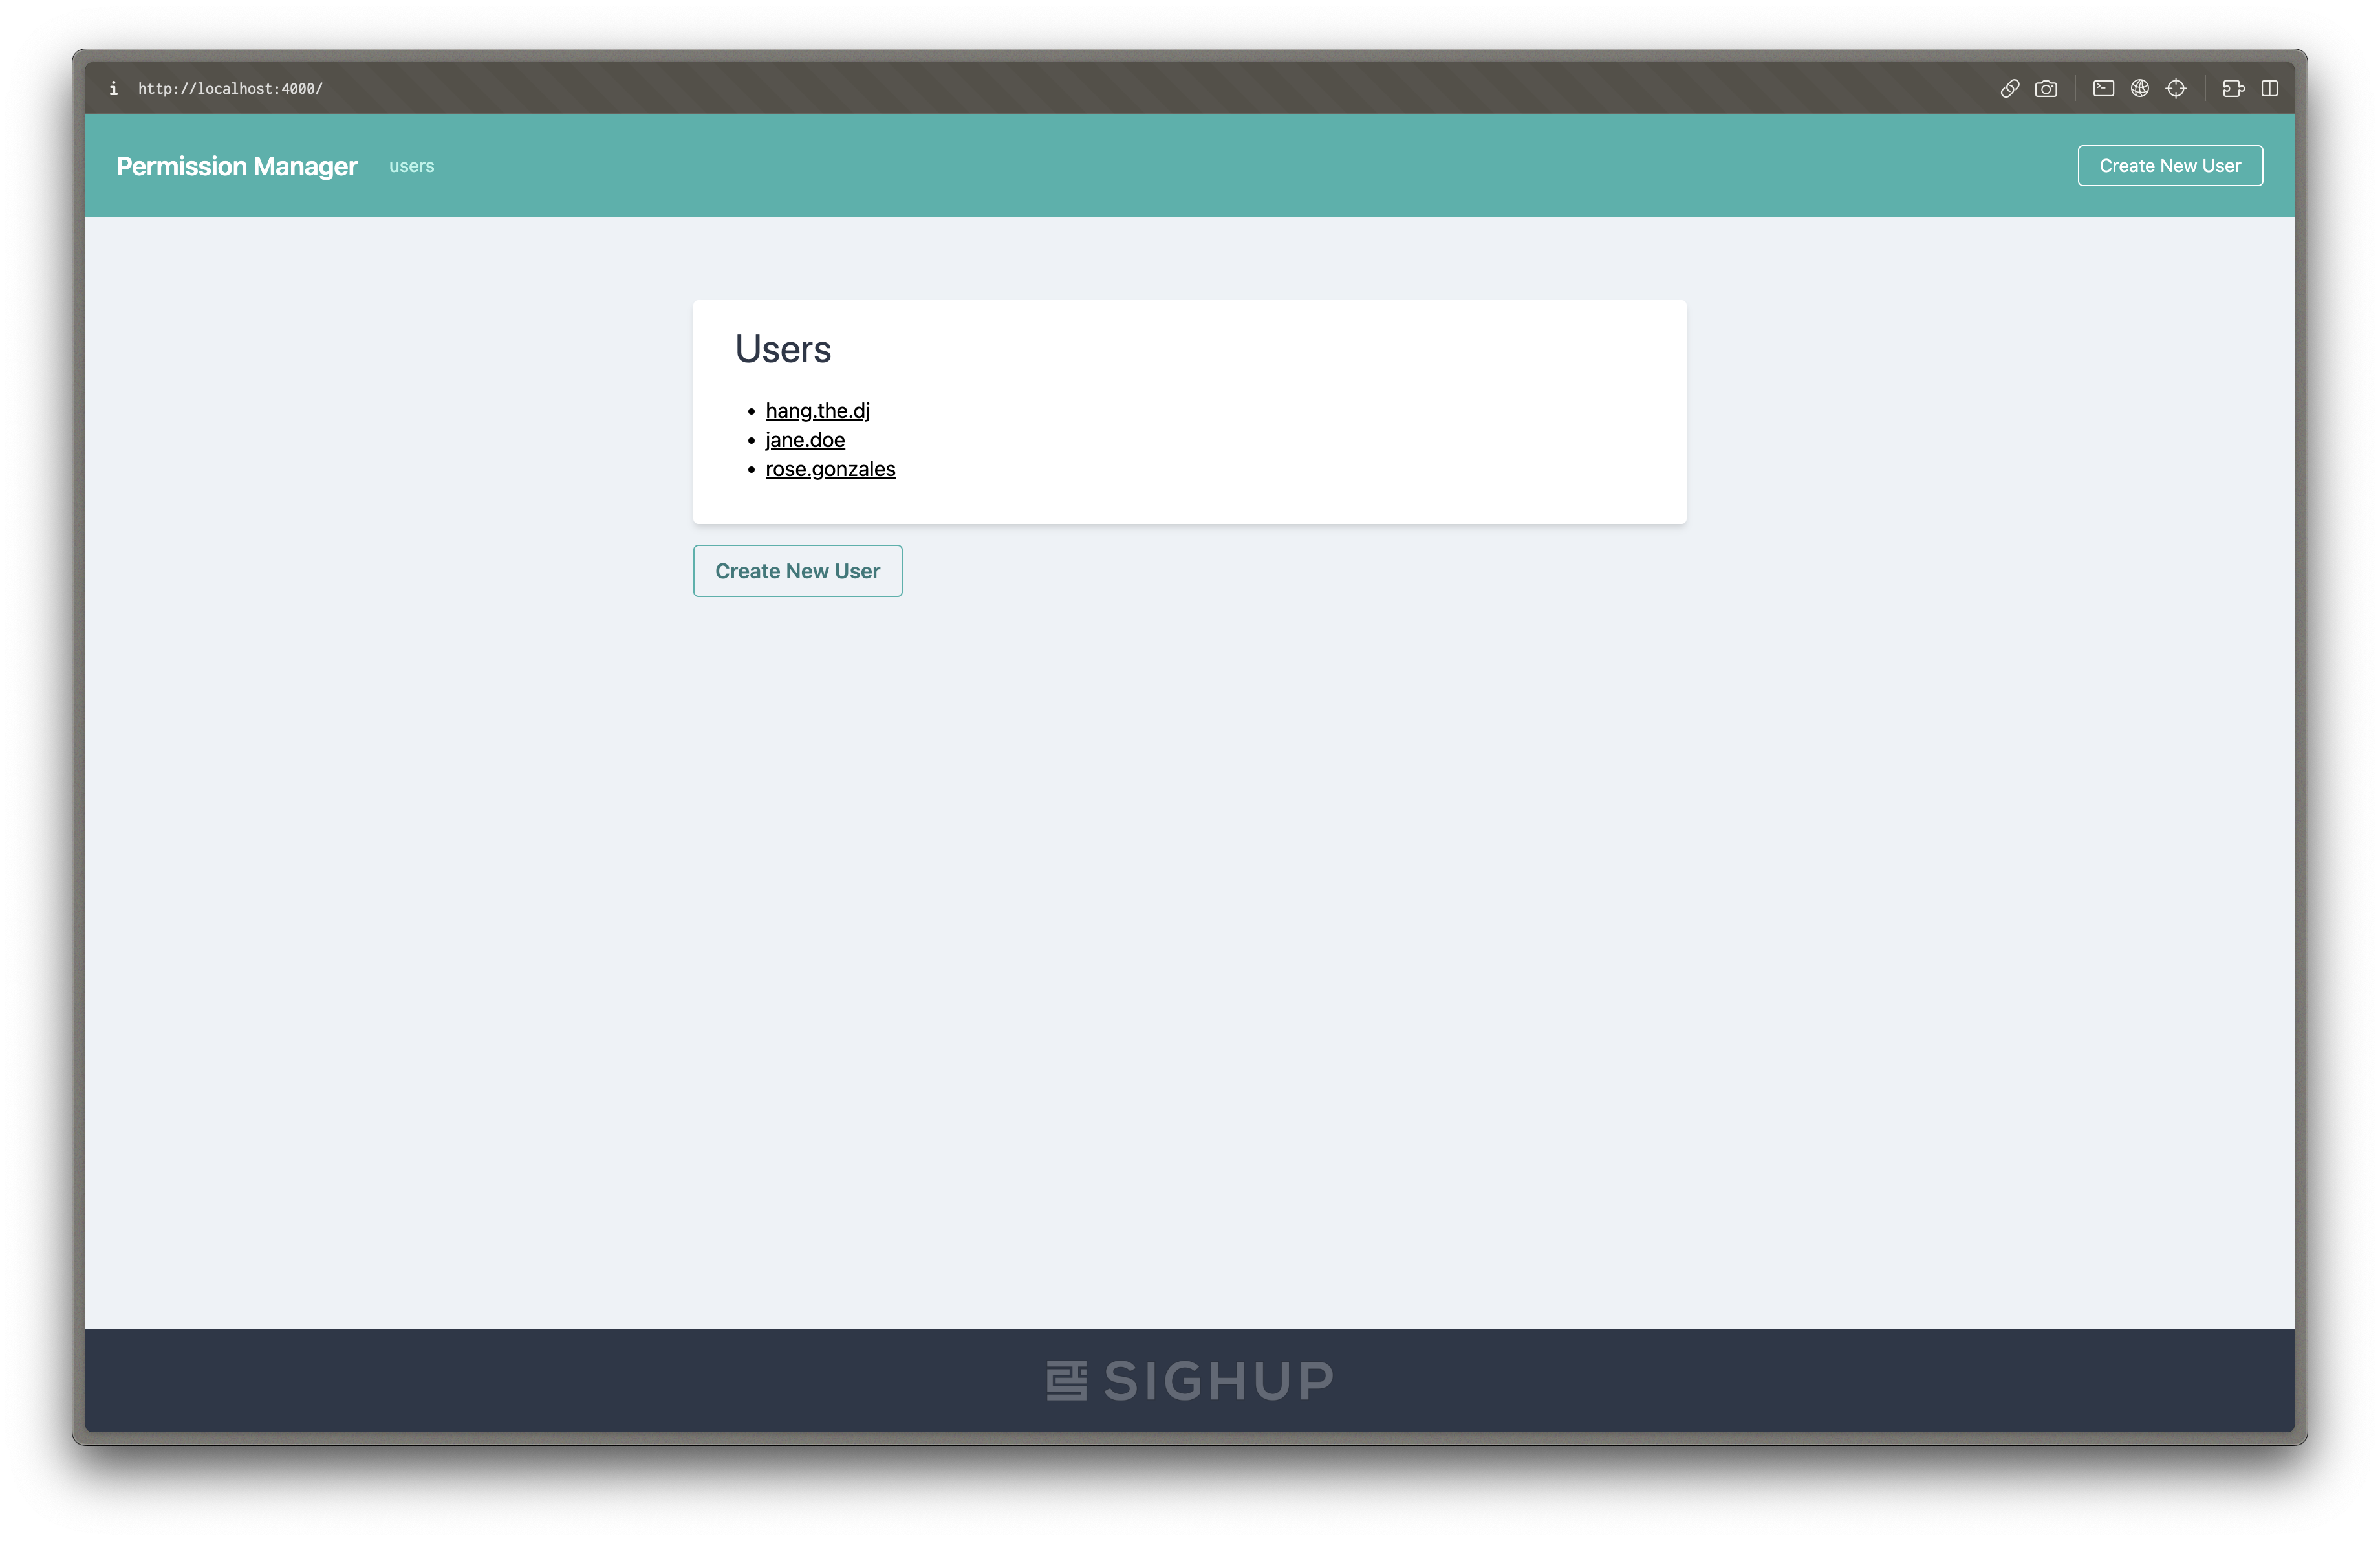 i http://localhost:4000/
Permission Manager users Create New User
Users
• hang.the.dj
• jane.doe
• rose.gonzales
Create New User
SIGHUP